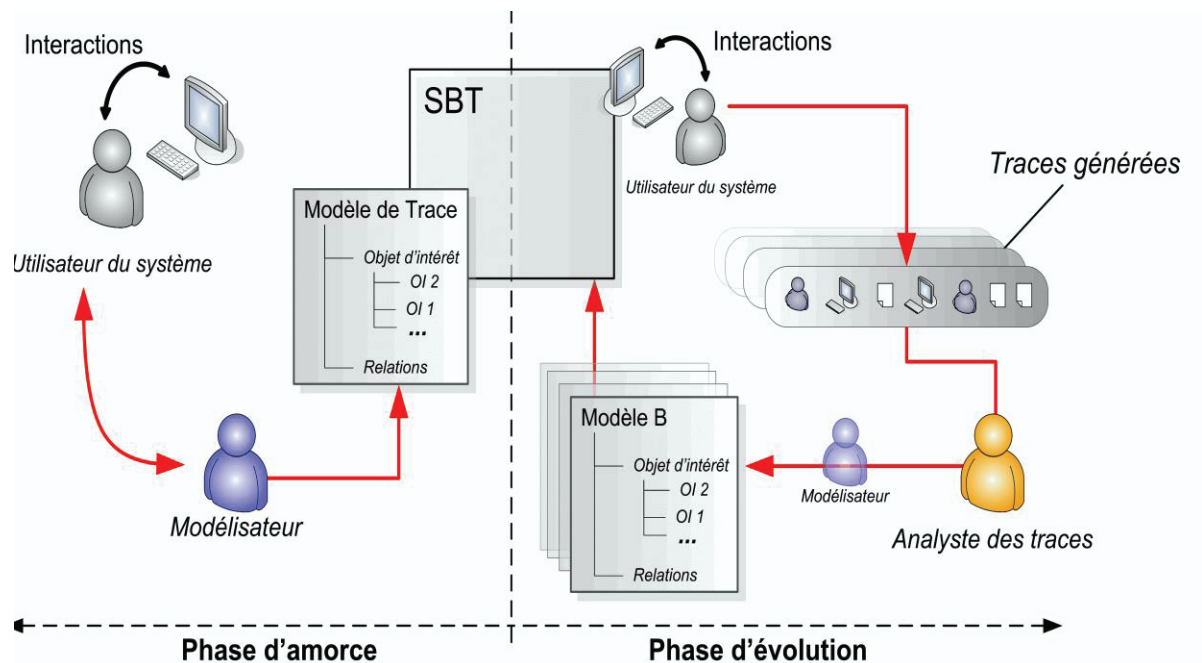 Interactions
Utilisateur du système
Modélisateur
SBT
Modèle de Trace
Objet d'intérêt
OI 2
OI 1
...
Relations
Interactions
Utilisateur du système
Traces générées
Modèle B
Objet d'intérêt
OI 2
OI 1
...
Relations
Modélisateur
Analyste des traces
Phase d'amorce
Phase d'évolution